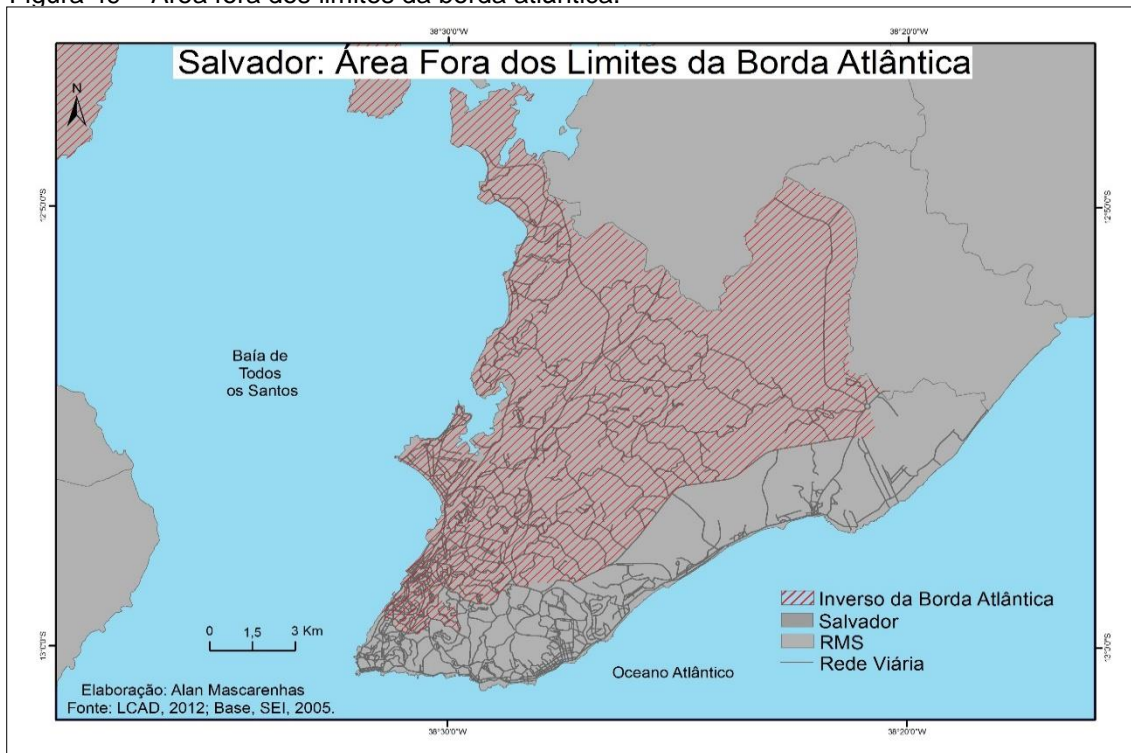 Figura 40 – Área fora dos limites da borda atlântica.
38°30'0"W
38°20'0"W
Salvador: Área Fora dos Limites da Borda Atlântica
N
12°50'0"S
12°50'0"S
Baía de
Todos
os Santos
Inverso da Borda Atlântica
Salvador
RMS
Rede Viária
0 1,5 3 Km
13°0'0"S
13°0'0"S
Oceano Atlântico
Elaboração: Alan Mascarenhas
Fonte: LCAD, 2012; Base, SEI, 2005.
38°30'0"W
38°20'0"W